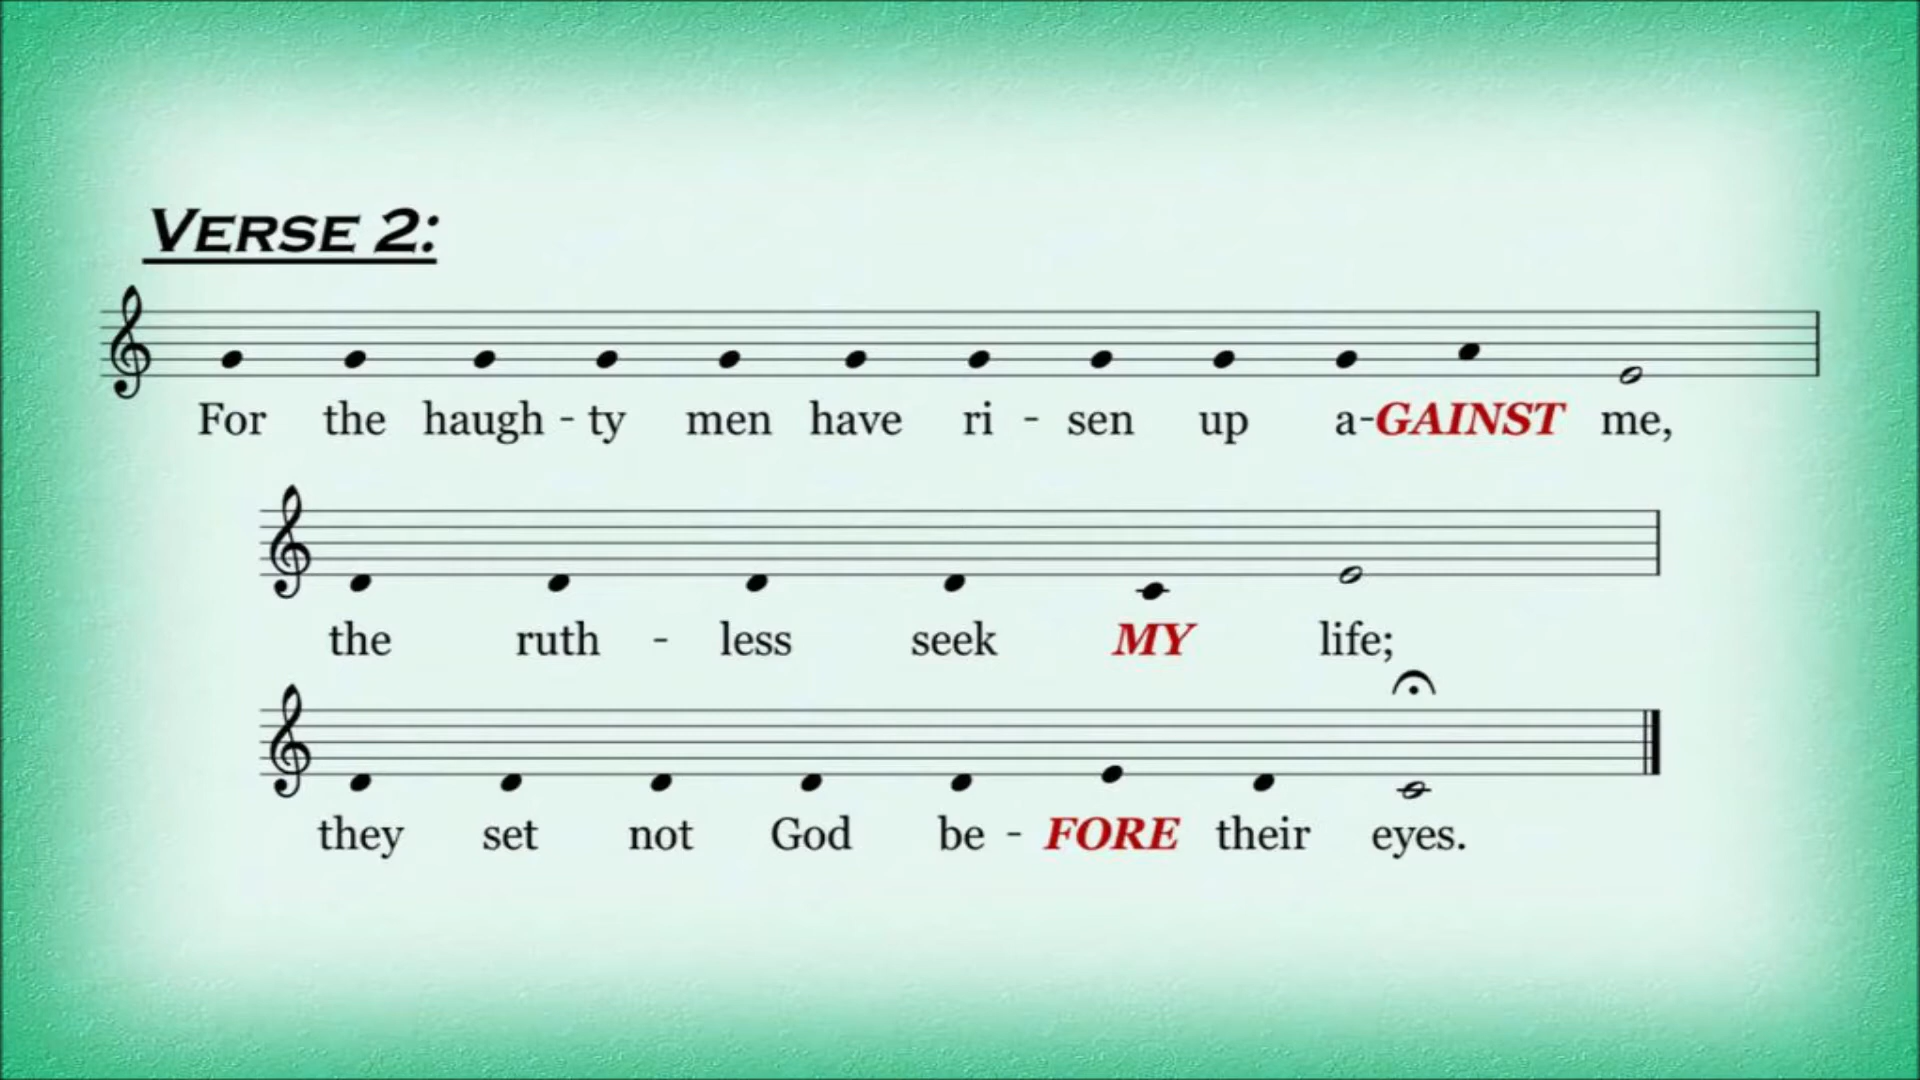 VERSE 2:
For the haugh - ty men have ri - sen up a-GAINST me,
the ruth - less seek MY life;
they set not God be - FORE their eyes.